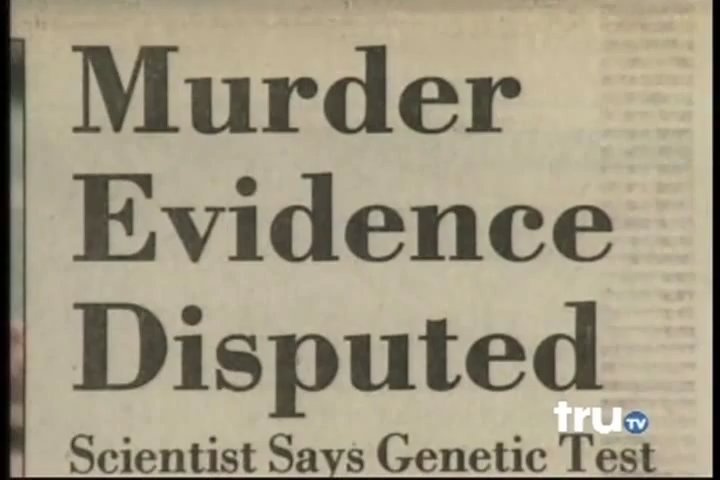 Murder
Evidence
Disputed
truTV
Scientist Says Genetic Test